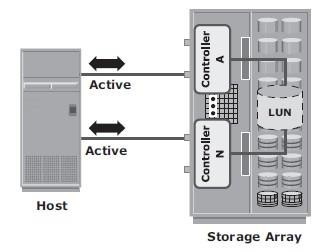 Active
Active
Controller
A
LUN
Controller
N
Host
Storage Array